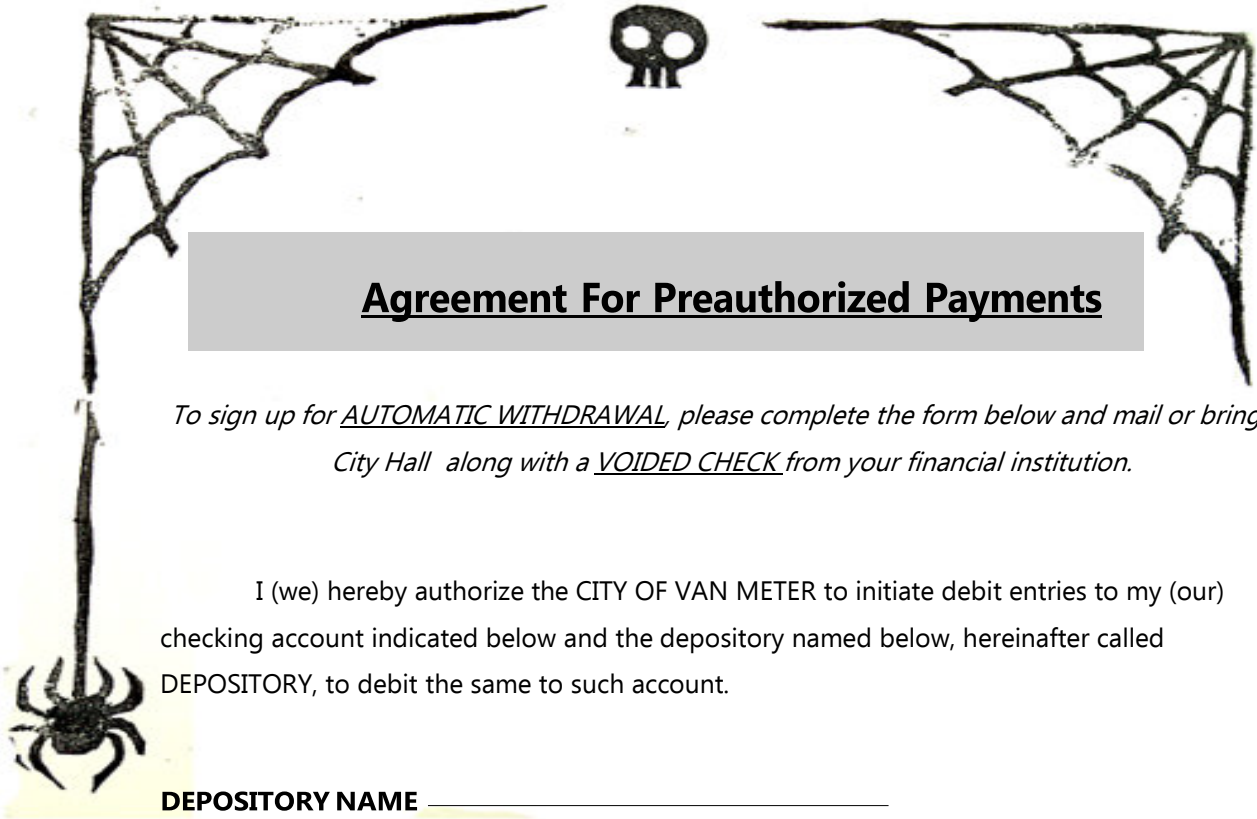 Agreement For Preauthorized Payments
To sign up for AUTOMATIC WITHDRAWAL, please complete the form below and mail or bring
City Hall along with a VOIDED CHECK from your financial institution.
I (we) hereby authorize the CITY OF VAN METER to initiate debit entries to my (our)
checking account indicated below and the depository named below, hereinafter called
DEPOSITORY, to debit the same to such account.
DEPOSITORY NAME